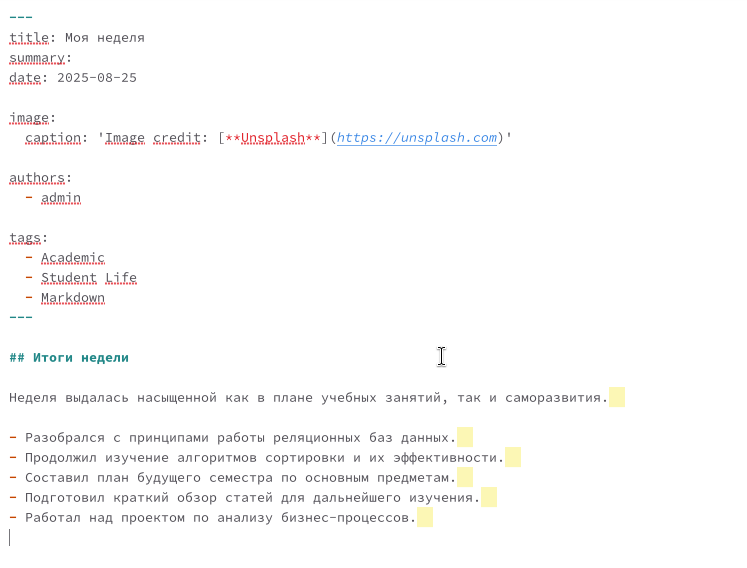 ---
title: Моя неделя
summary:
date: 2025-08-25
image:
caption: 'Image credit: [**Unsplash**](https://unsplash.com)'
authors:
- admin
tags:
- Academic
- Student Life
- Markdown
---
## Итоги недели
Неделя выдалась насыщенной как в плане учебных занятий, так и саморазвития.
- Разобрался с принципами работы реляционных баз данных.
- Продолжил изучение алгоритмов сортировки и их эффективности.
- Составил план будущего семестра по основным предметам.
- Подготовил краткий обзор статей для дальнейшего изучения.
- Работал над проектом по анализу бизнес-процессов.